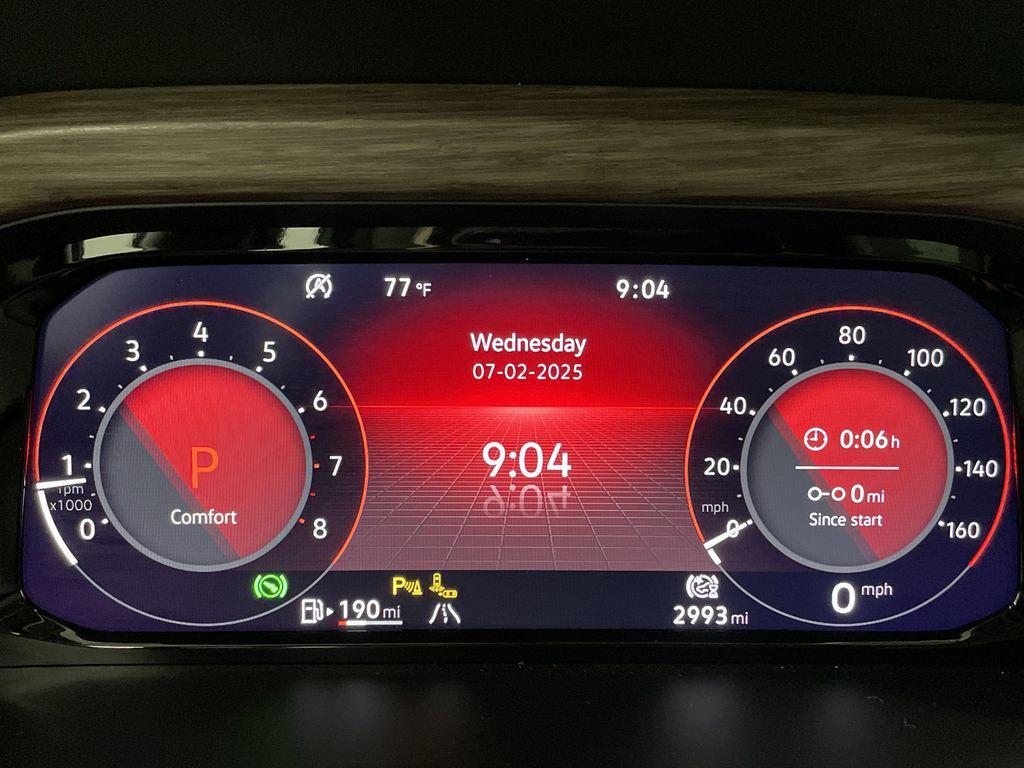 77 °F
9:04
Wednesday
07-02-2025
9:04
9:04
0
1
2
3
4
5
6
7
8
rpm
x1000
P
Comfort
0
20
40
60
80
100
120
140
160
mph
0:06 h
0 mi
Since start
0 mph
P
190 mi
2993 mi